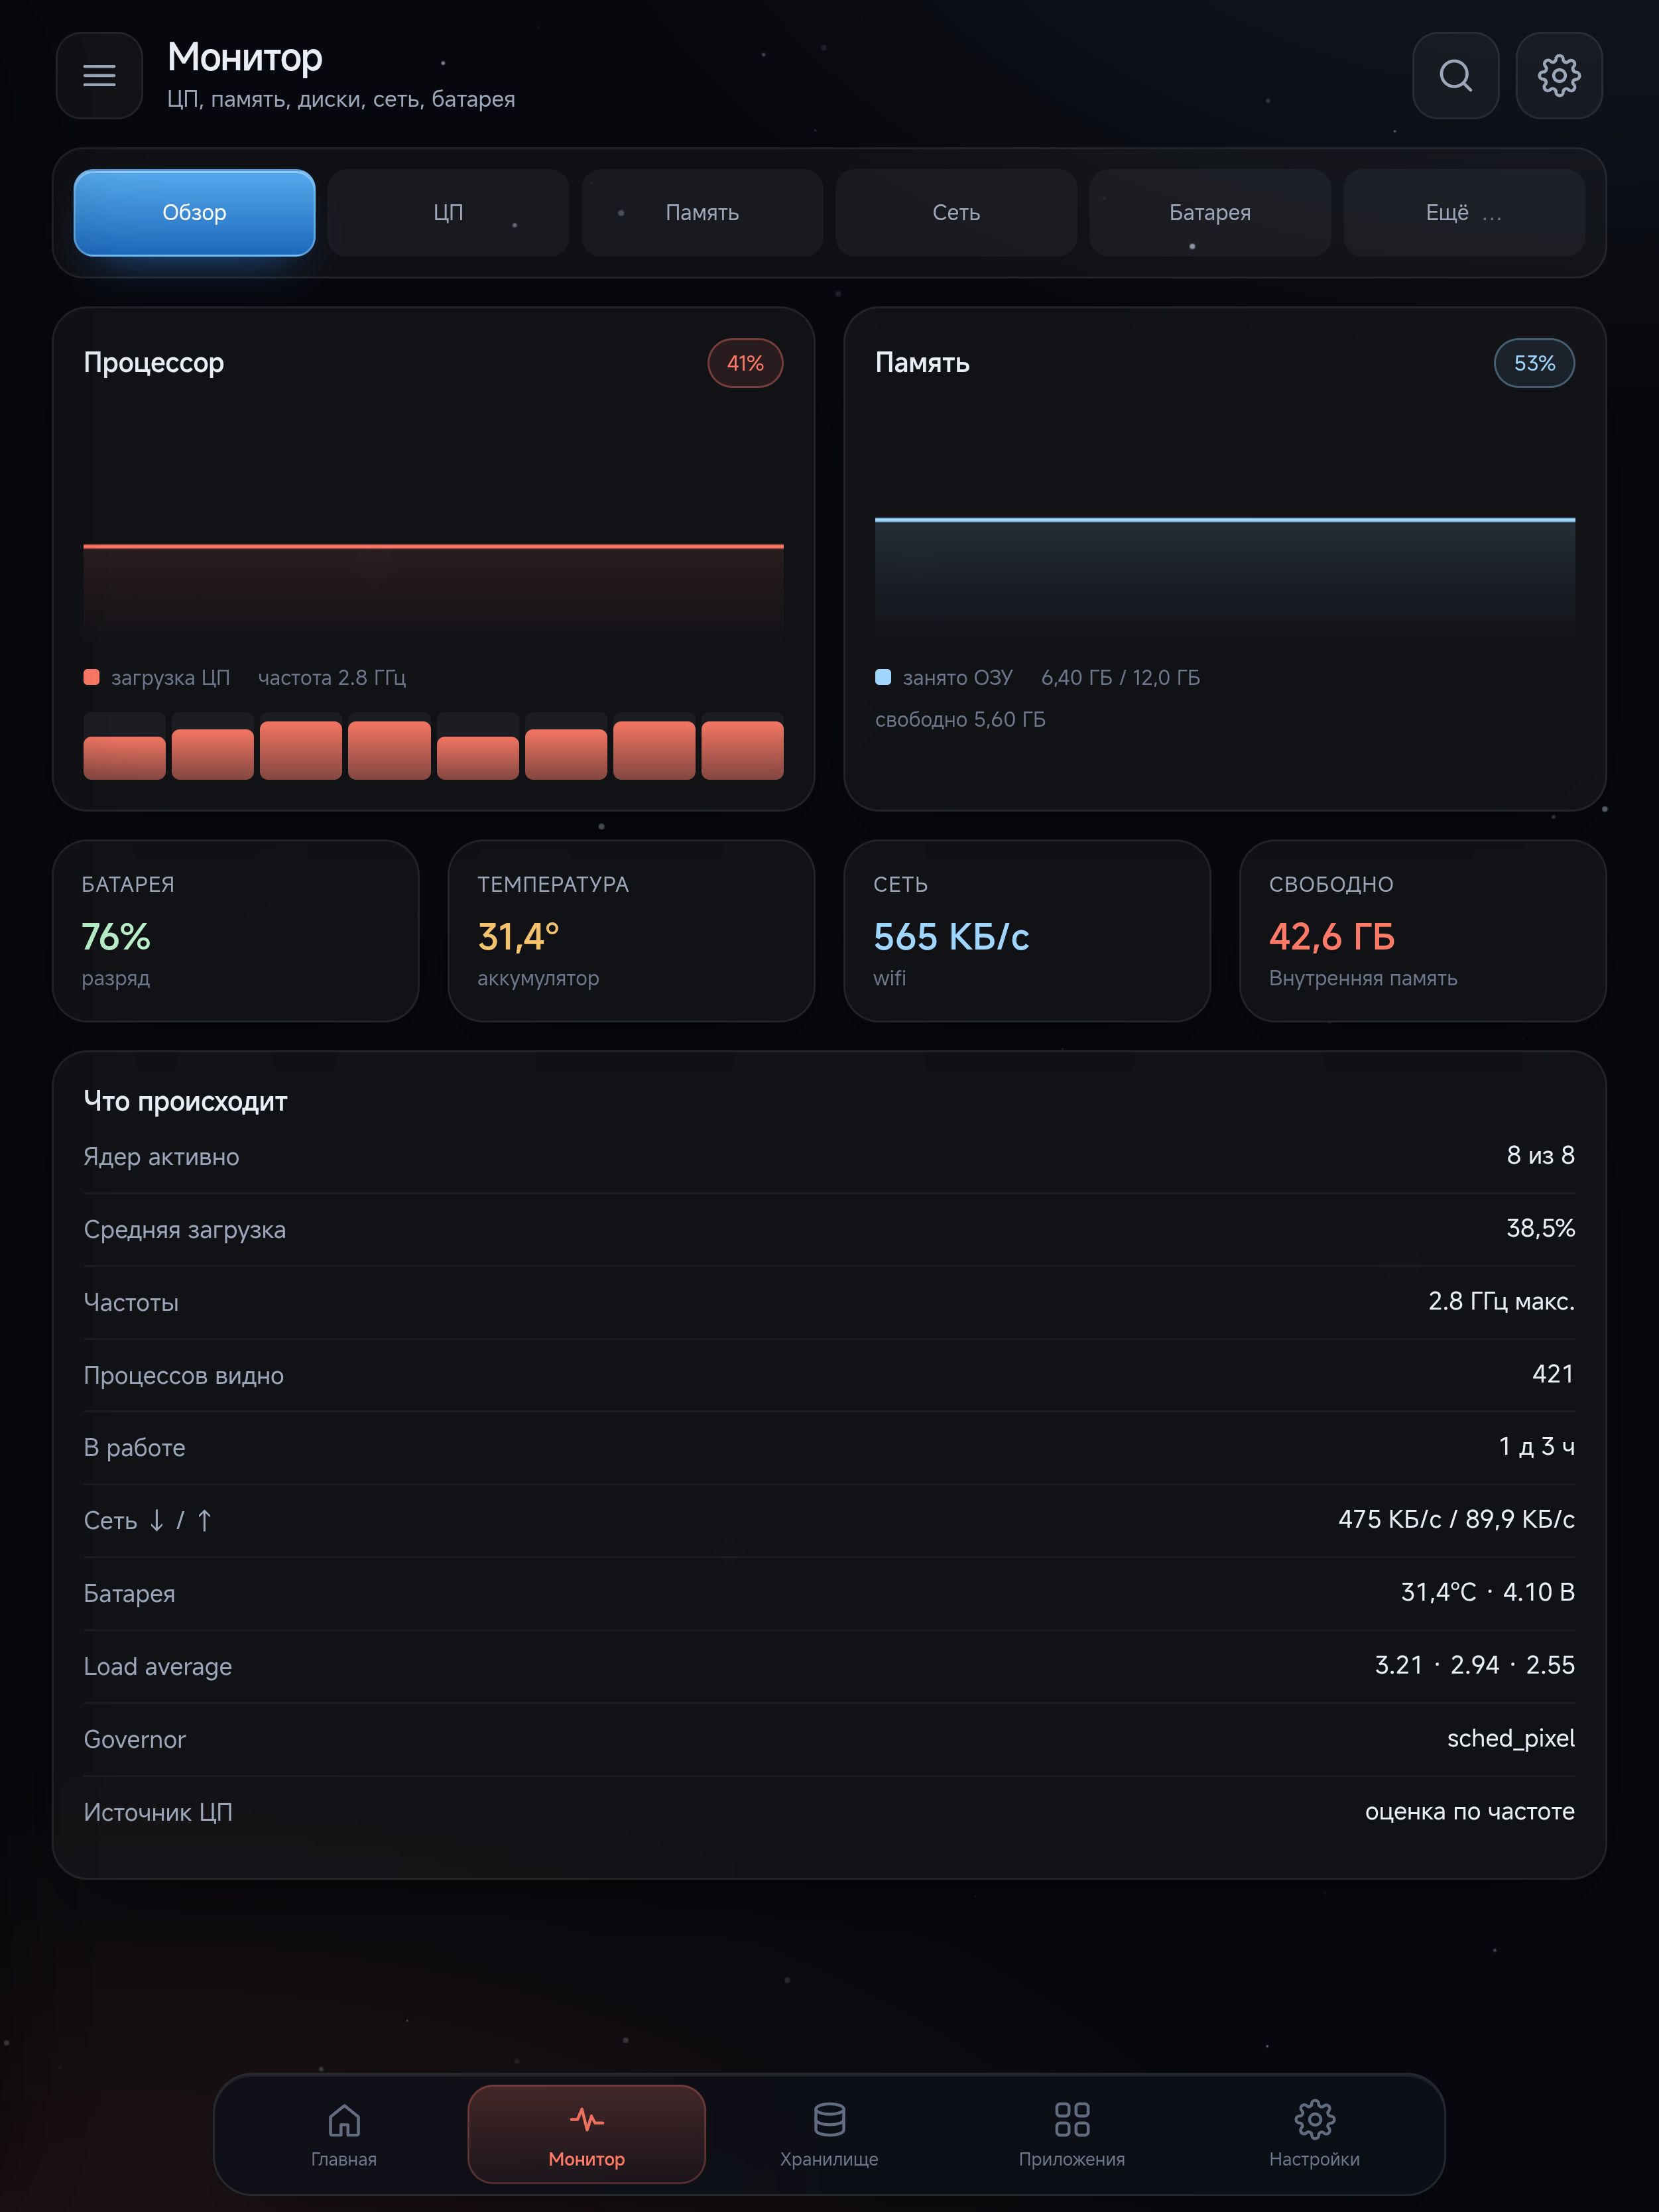 Монитор
ЦП, память, диски, сеть, батарея
Обзор
ЦП
Память
Сеть
Батарея
Ещё ...
Процессор
41%
загрузка ЦП частота 2.8 ГГц
Память
53%
занято ОЗУ 6,40 ГБ / 12,0 ГБ
свободно 5,60 ГБ
БАТАРЕЯ
76%
разряд
ТЕМПЕРАТУРА
31,4°
аккумулятор
СЕТЬ
565 КБ/с
wifi
СВОБОДНО
42,6 ГБ
Внутренняя память
Что происходит
Ядер активно 8 из 8
Средняя загрузка 38,5%
Частоты 2.8 ГГц макс.
Процессов видно 421
В работе 1 д 3 ч
Сеть ↓ / ↑ 475 КБ/с / 89,9 КБ/с
Батарея 31,4°C · 4.10 В
Load average 3.21 · 2.94 · 2.55
Governor sched_pixel
Источник ЦП оценка по частоте
Главная
Монитор
Хранилище
Приложения
Настройки